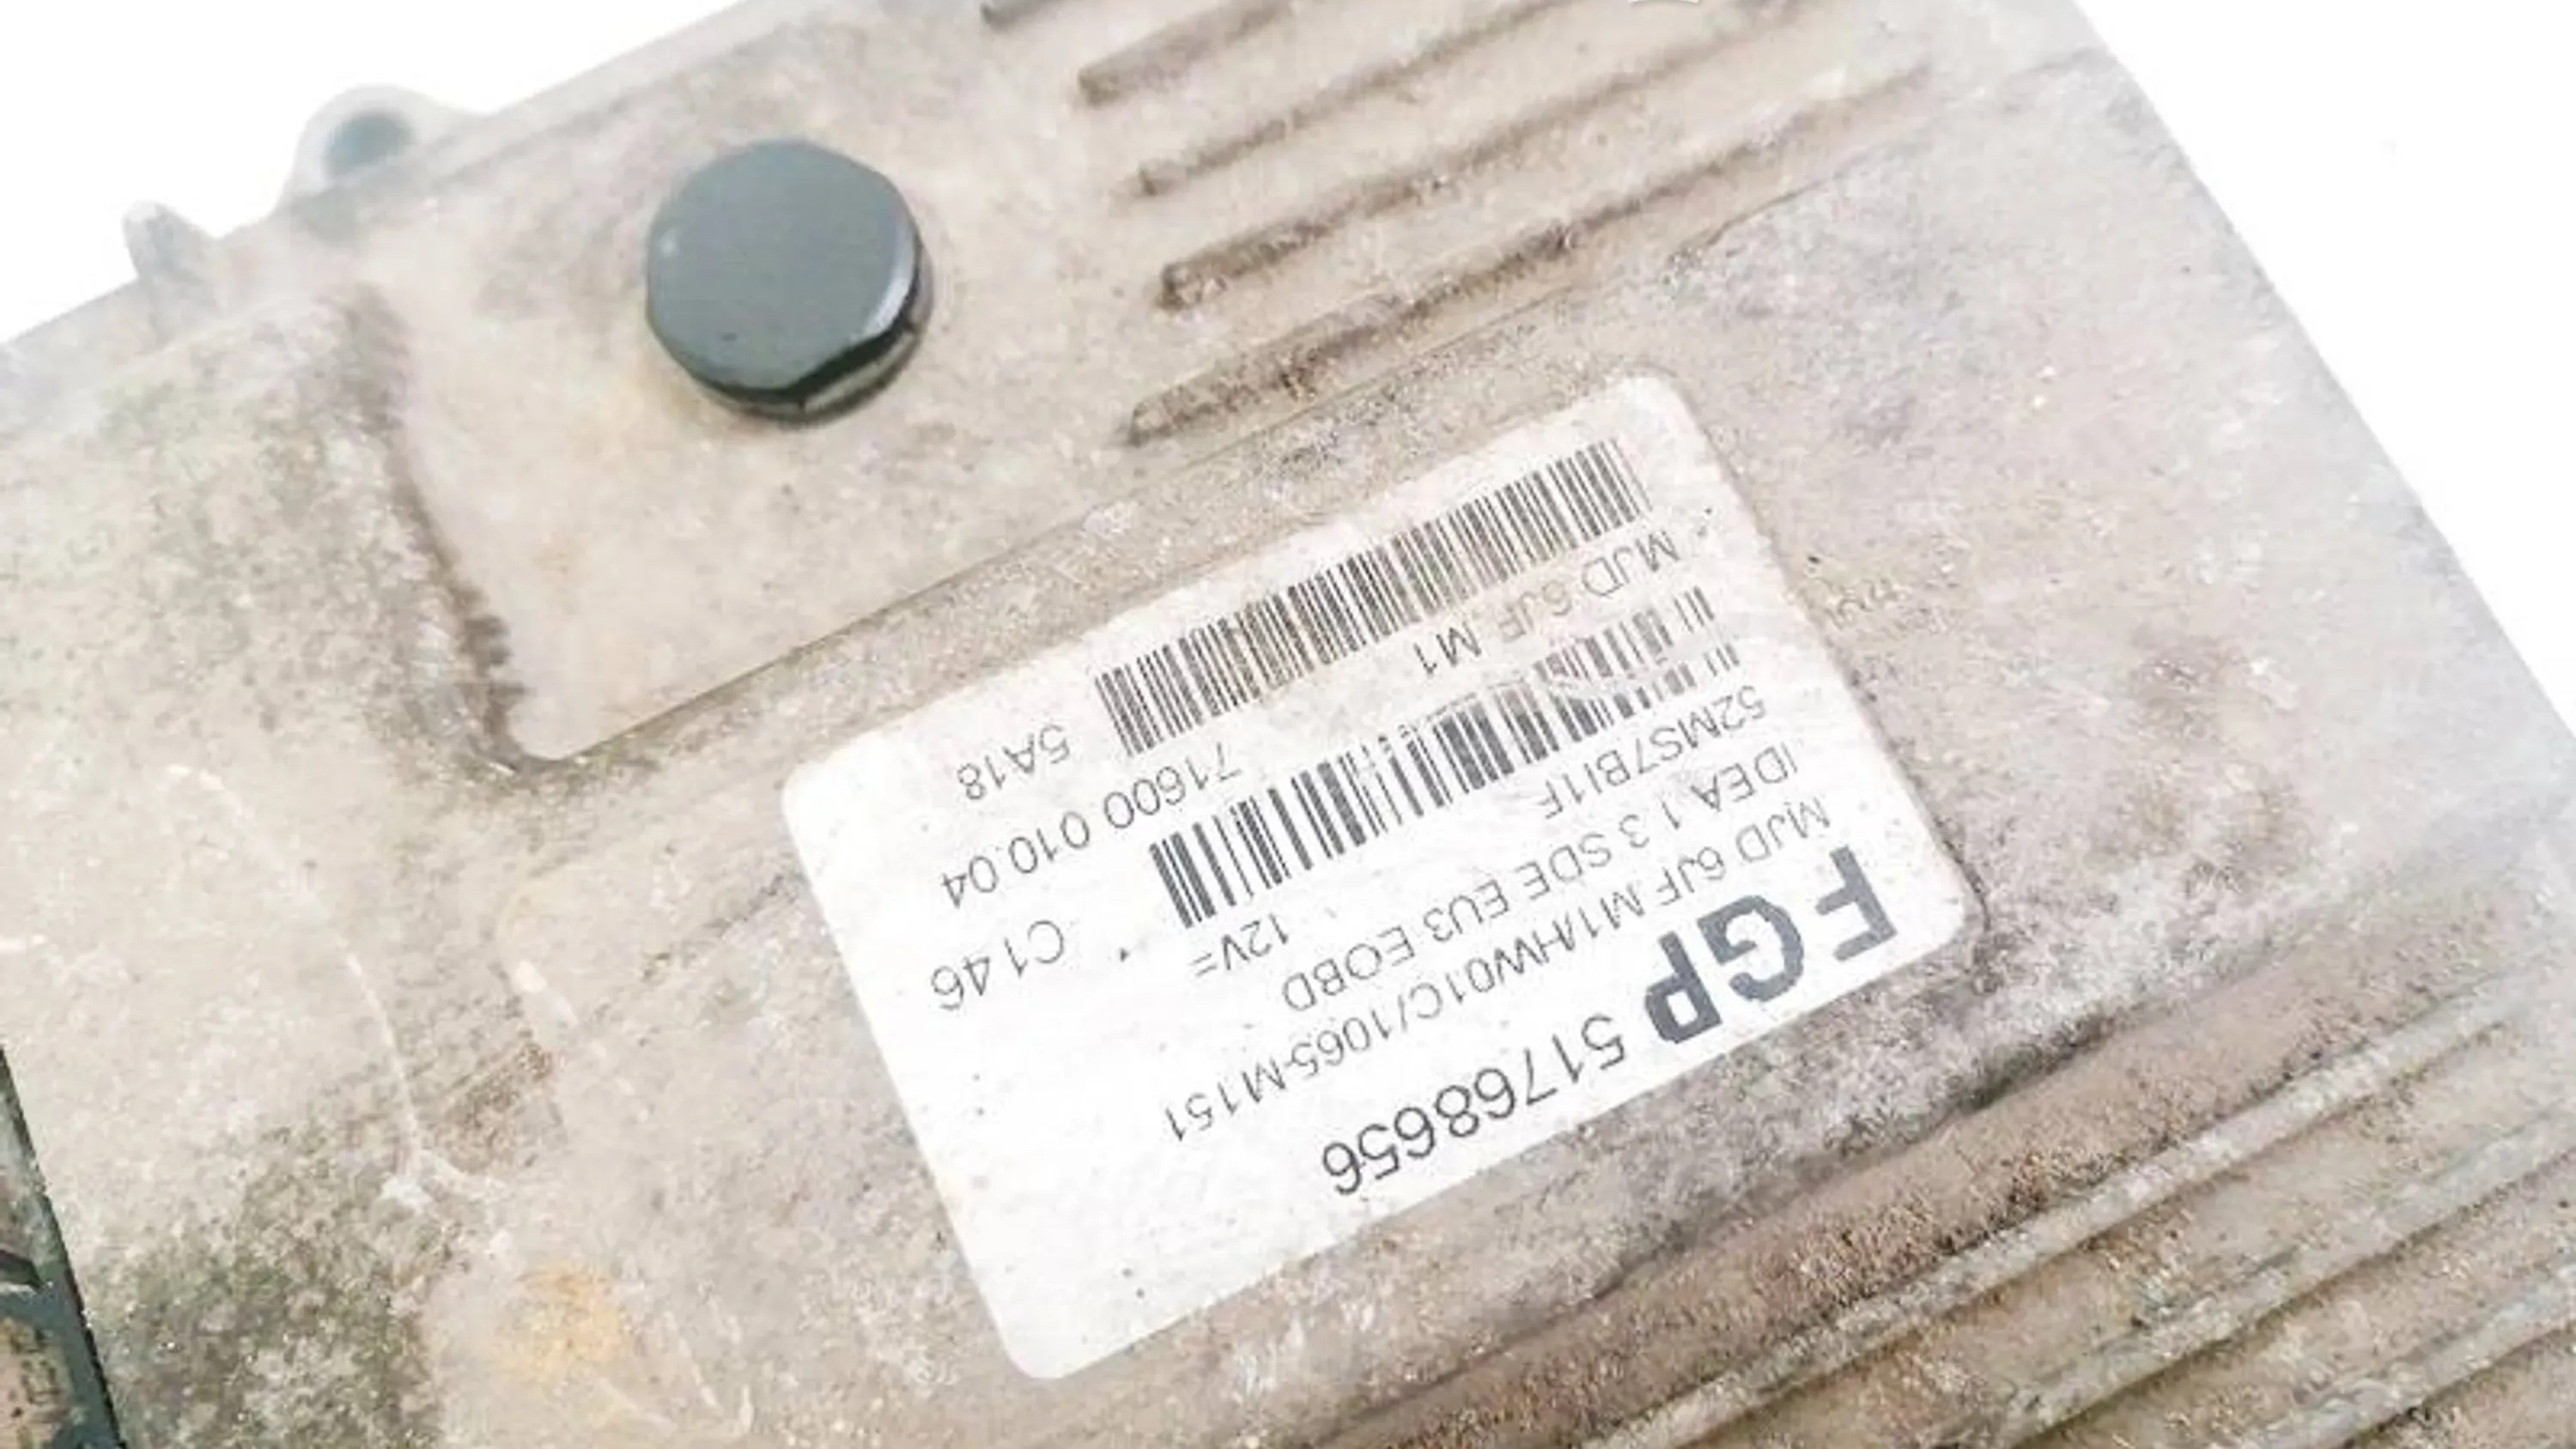 FGP 51768656
MJD 6JF M1/HW01C/1065-M151
IDEA 1.3 SDE EU3 EOBD
52MS7BI1F 12V=
C146
MJD 6JF M1 71600 010.04
5A18